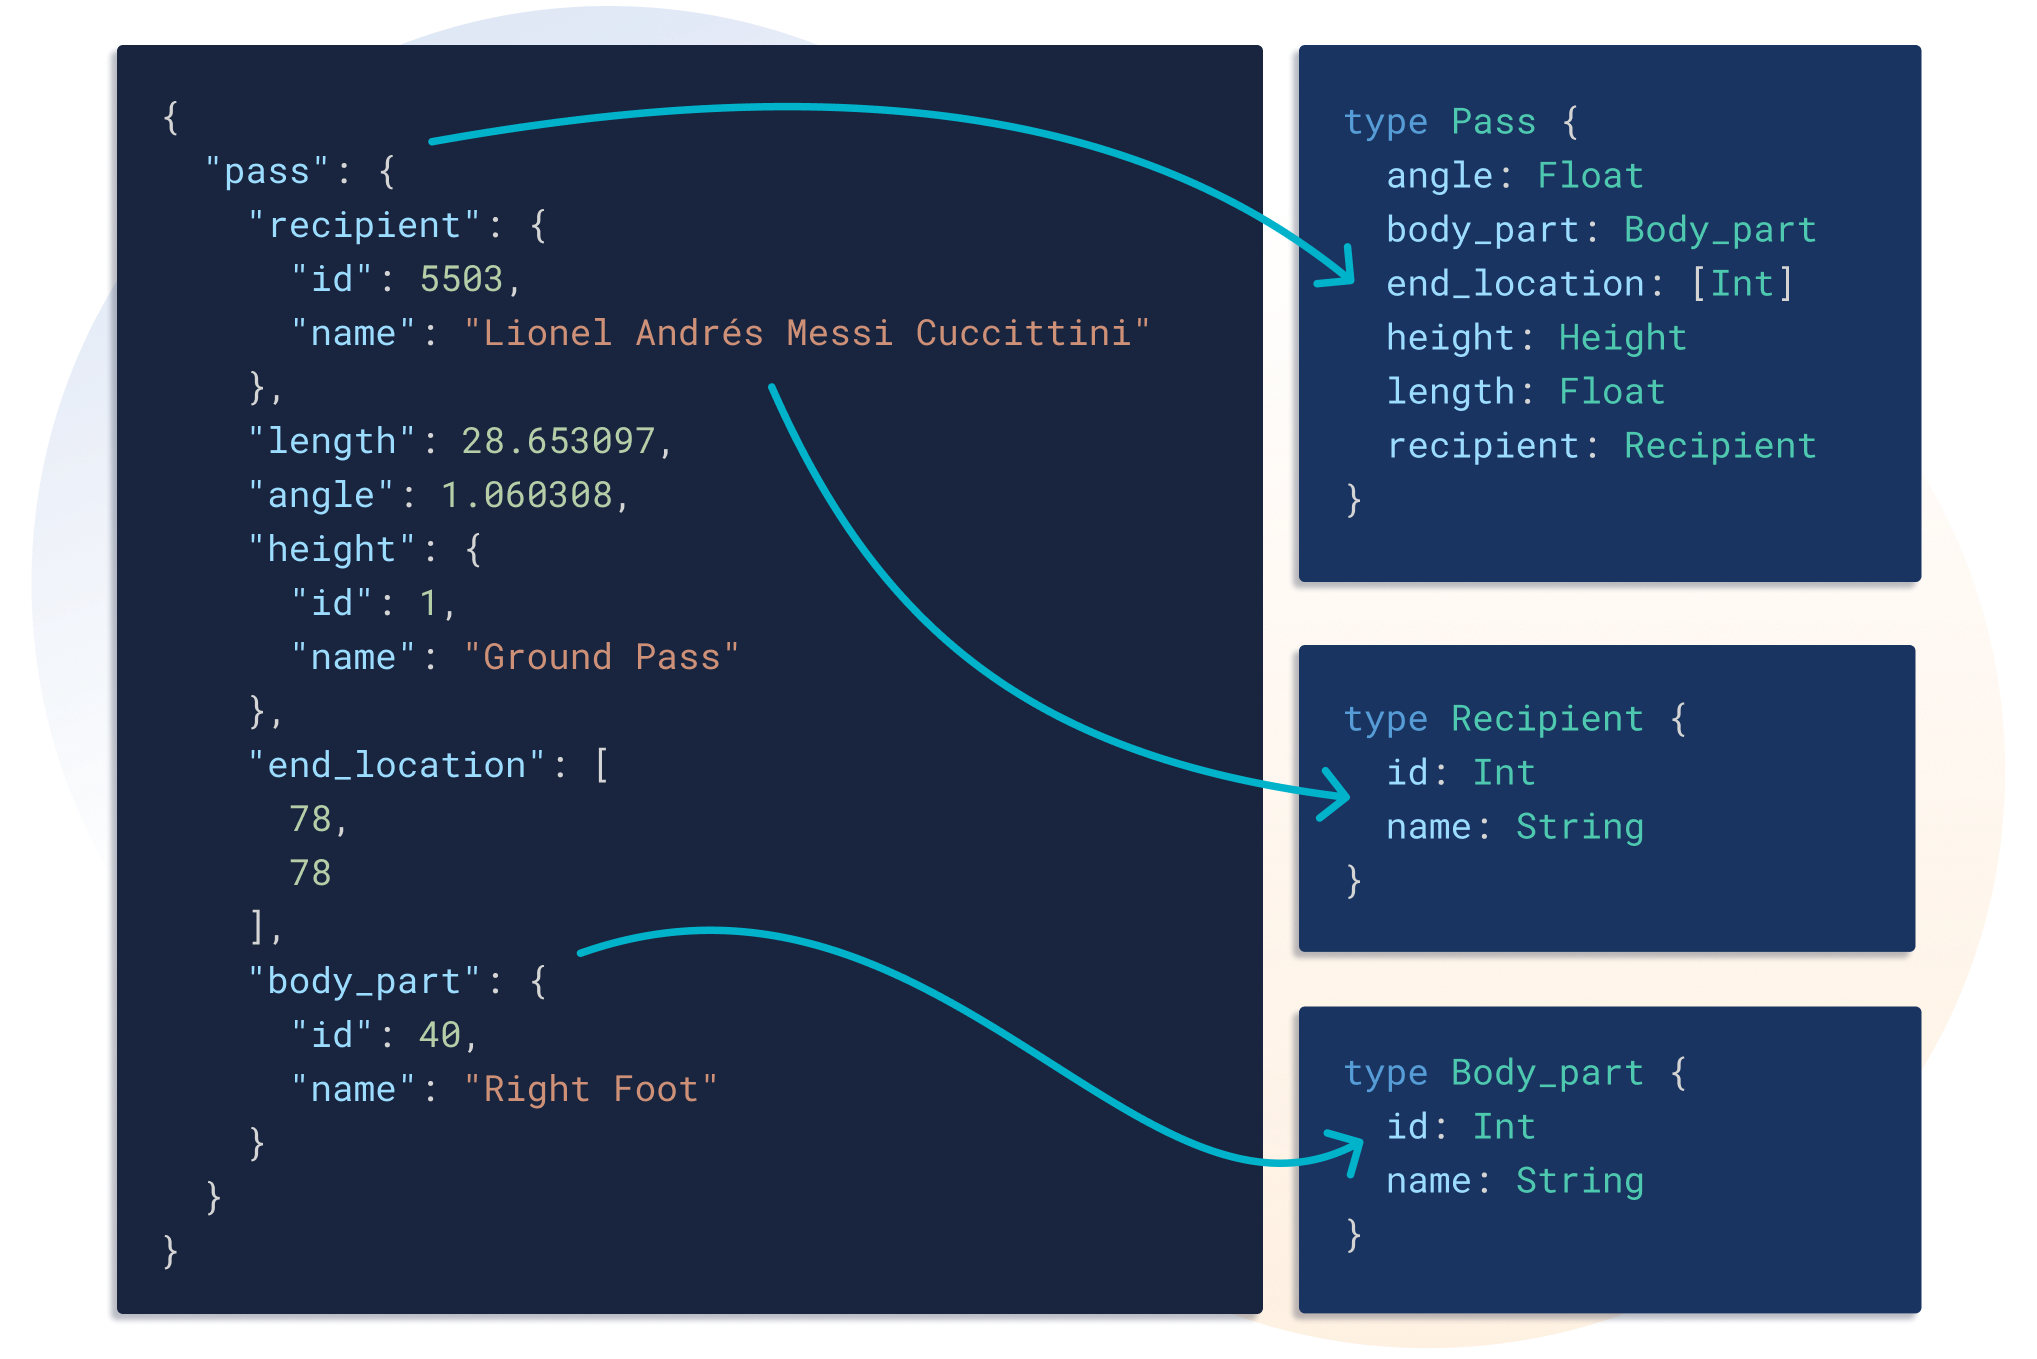 {
  "pass": {
    "recipient": {
      "id": 5503,
      "name": "Lionel Andrés Messi Cuccittini"
    },
    "length": 28.653097,
    "angle": 1.060308,
    "height": {
      "id": 1,
      "name": "Ground Pass"
    },
    "end_location": [
      78,
      78
    ],
    "body_part": {
      "id": 40,
      "name": "Right Foot"
    }
  }
}
type Pass {
  angle: Float
  body_part: Body_part
  end_location: [Int]
  height: Height
  length: Float
  recipient: Recipient
}
type Recipient {
  id: Int
  name: String
}
type Body_part {
  id: Int
  name: String
}